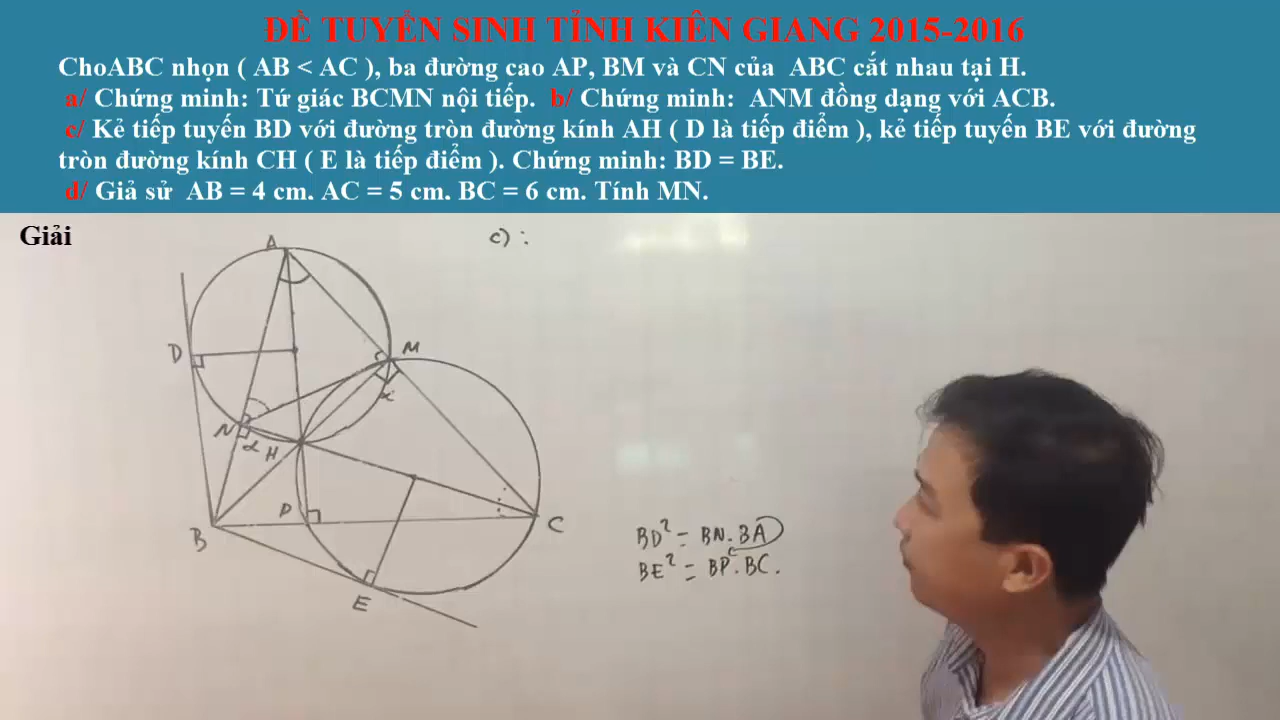 ĐỀ TUYỂN SINH TỈNH KIÊN GIANG 2015-2016
ChoABC nhọn ( AB < AC ), ba đường cao AP, BM và CN của ABC cắt nhau tại H.
a/ Chứng minh: Tứ giác BCMN nội tiếp. b/ Chứng minh: ANM đồng dạng với ACB.
c/ Kẻ tiếp tuyến BD với đường tròn đường kính AH ( D là tiếp điểm ), kẻ tiếp tuyến BE với đường
tròn đường kính CH ( E là tiếp điểm ). Chứng minh: BD = BE.
d/ Giả sử AB = 4 cm. AC = 5 cm. BC = 6 cm. Tính MN.
Giải
c) :
A
D
M
N
H
B
P
C
E
BD² = BN.BA
BE² = BP.BC.